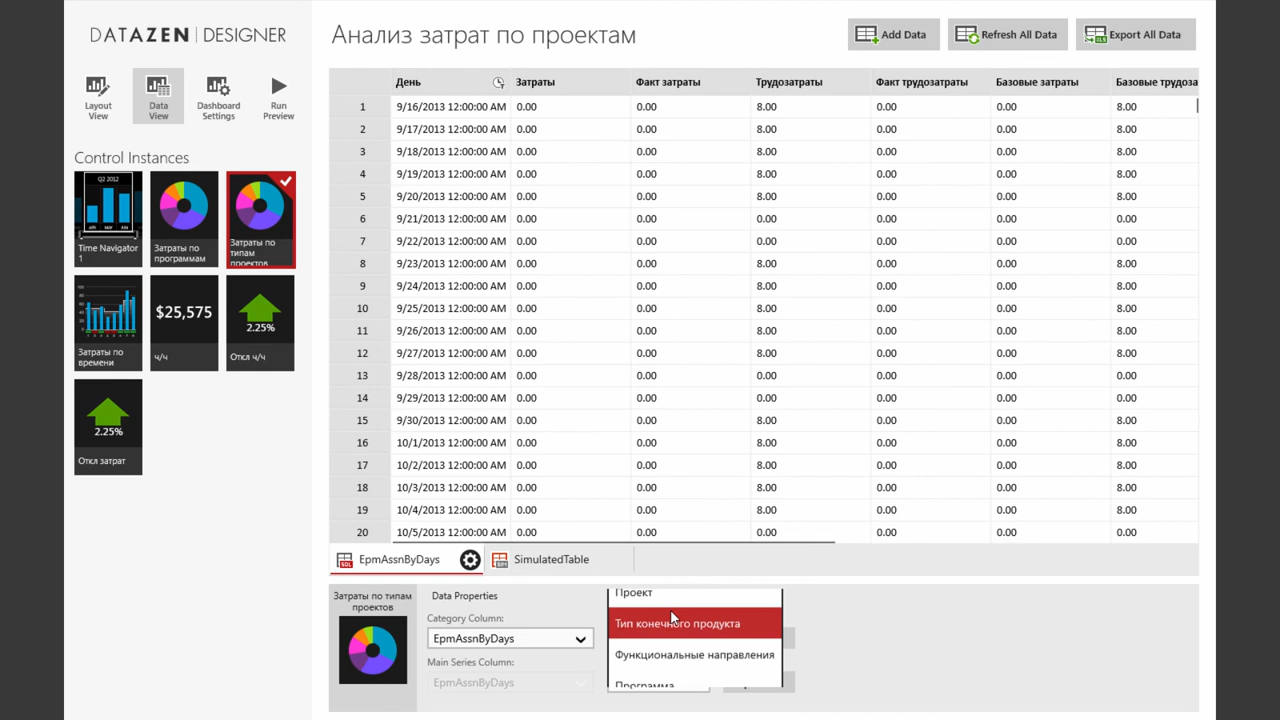 DATAZEN | DESIGNER
Анализ затрат по проектам
Add Data
Refresh All Data
Export All Data
Layout View
Data View
Dashboard Settings
Run Preview
Control Instances
Q2 2012
Time Navigator 1
Затраты по программам
Затраты по типам проектов
Затраты по времени
$25,575
ч/ч
2.25%
Откл ч/ч
2.25%
Откл затрат
День Затраты Факт затраты Трудозатраты Факт трудозатраты Базовые затраты Базовые трудоза
1 9/16/2013 12:00:00 AM 0.00 0.00 8.00 0.00 0.00 8.00
2 9/17/2013 12:00:00 AM 0.00 0.00 8.00 0.00 0.00 8.00
3 9/18/2013 12:00:00 AM 0.00 0.00 8.00 0.00 0.00 8.00
4 9/19/2013 12:00:00 AM 0.00 0.00 8.00 0.00 0.00 8.00
5 9/20/2013 12:00:00 AM 0.00 0.00 8.00 0.00 0.00 8.00
6 9/21/2013 12:00:00 AM 0.00 0.00 0.00 0.00 0.00 0.00
7 9/22/2013 12:00:00 AM 0.00 0.00 0.00 0.00 0.00 0.00
8 9/23/2013 12:00:00 AM 0.00 0.00 8.00 0.00 0.00 8.00
9 9/24/2013 12:00:00 AM 0.00 0.00 8.00 0.00 0.00 8.00
10 9/25/2013 12:00:00 AM 0.00 0.00 8.00 0.00 0.00 8.00
11 9/26/2013 12:00:00 AM 0.00 0.00 8.00 0.00 0.00 8.00
12 9/27/2013 12:00:00 AM 0.00 0.00 8.00 0.00 0.00 8.00
13 9/28/2013 12:00:00 AM 0.00 0.00 0.00 0.00 0.00 0.00
14 9/29/2013 12:00:00 AM 0.00 0.00 0.00 0.00 0.00 0.00
15 9/30/2013 12:00:00 AM 0.00 0.00 8.00 0.00 0.00 8.00
16 10/1/2013 12:00:00 AM 0.00 0.00 8.00 0.00 0.00 8.00
17 10/2/2013 12:00:00 AM 0.00 0.00 8.00 0.00 0.00 8.00
18 10/3/2013 12:00:00 AM 0.00 0.00 8.00 0.00 0.00 8.00
19 10/4/2013 12:00:00 AM 0.00 0.00 8.00 0.00 0.00 8.00
20 10/5/2013 12:00:00 AM 0.00 0.00 0.00 0.00 0.00 0.00
EpmAssnByDays
SimulatedTable
Затраты по типам проектов
Data Properties
Category Column:
EpmAssnByDays
Main Series Column:
EpmAssnByDays
Проект
Тип конечного продукта
Функциональные направления
Программа